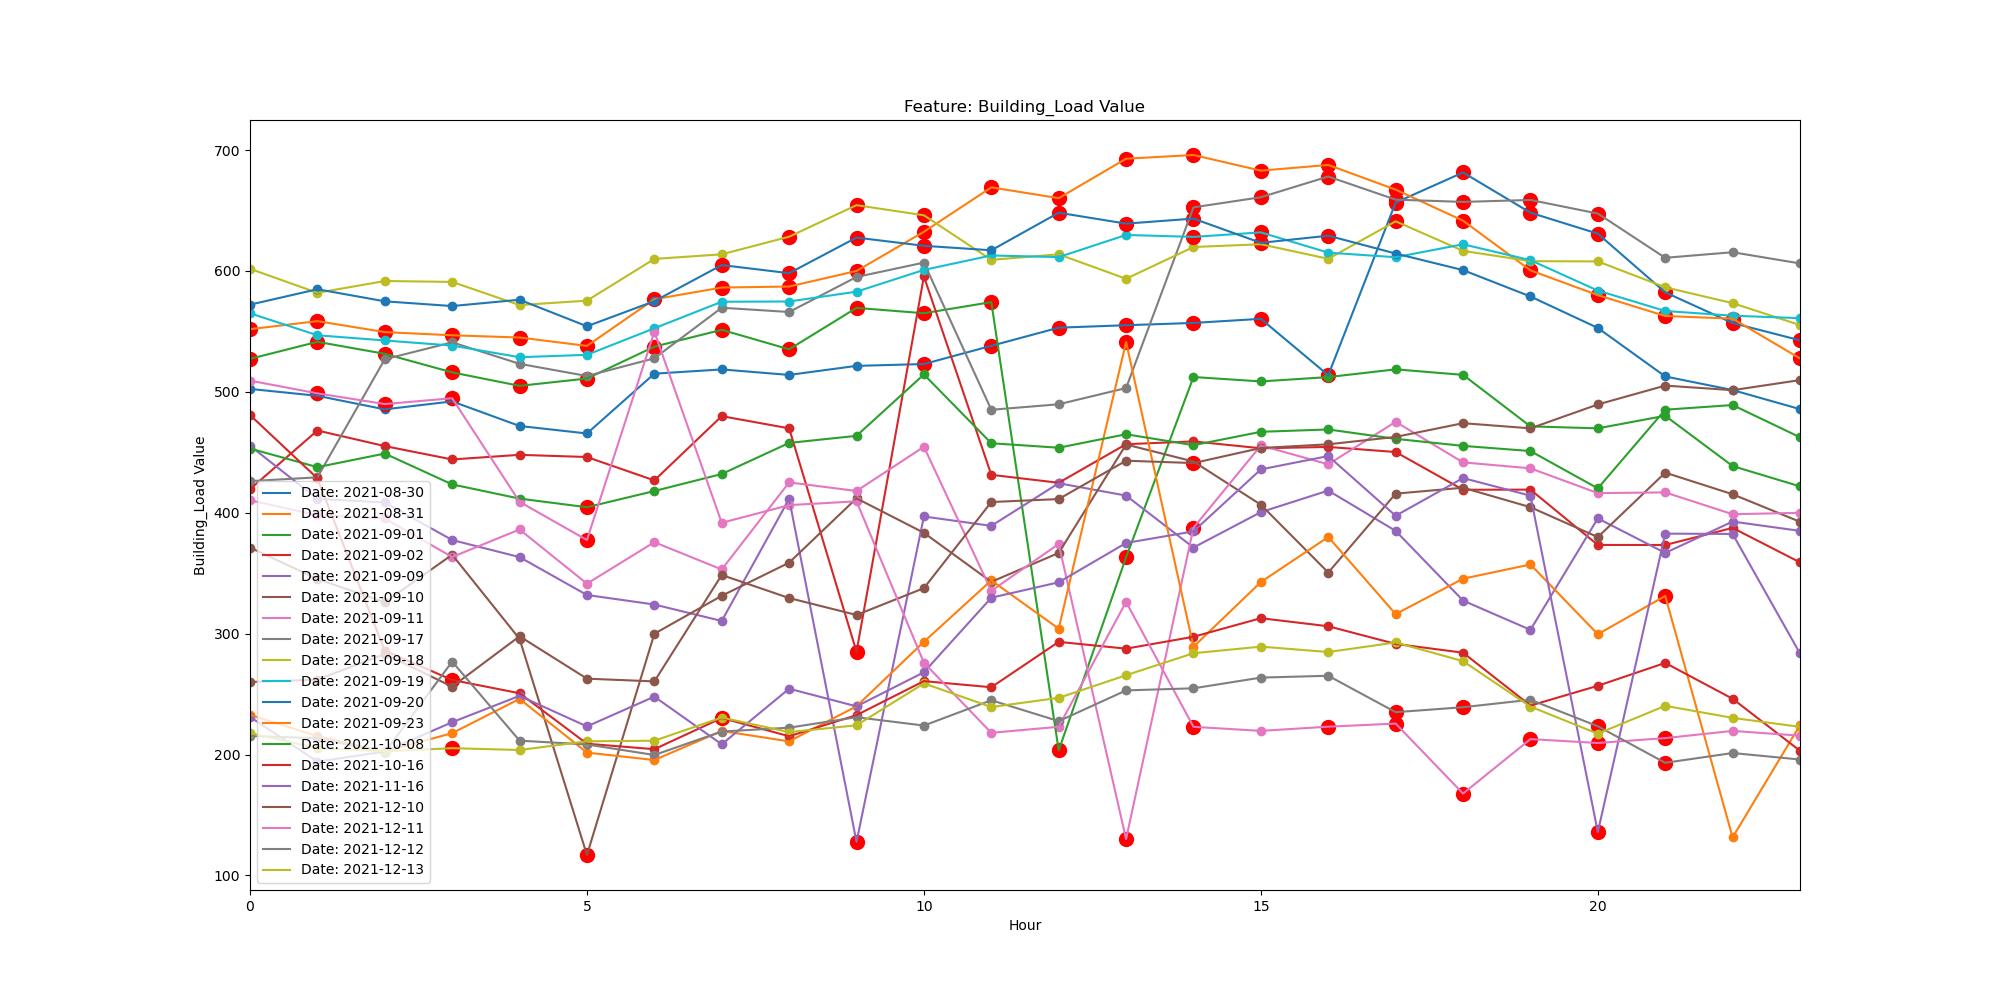 Feature: Building_Load Value
Building_Load Value
700
600
500
400
300
200
100
Date: 2021-08-30
Date: 2021-08-31
Date: 2021-09-01
Date: 2021-09-02
Date: 2021-09-09
Date: 2021-09-10
Date: 2021-09-11
Date: 2021-09-17
Date: 2021-09-18
Date: 2021-09-19
Date: 2021-09-20
Date: 2021-09-23
Date: 2021-10-08
Date: 2021-10-16
Date: 2021-11-16
Date: 2021-12-10
Date: 2021-12-11
Date: 2021-12-12
Date: 2021-12-13
0 5 10 15 20
Hour